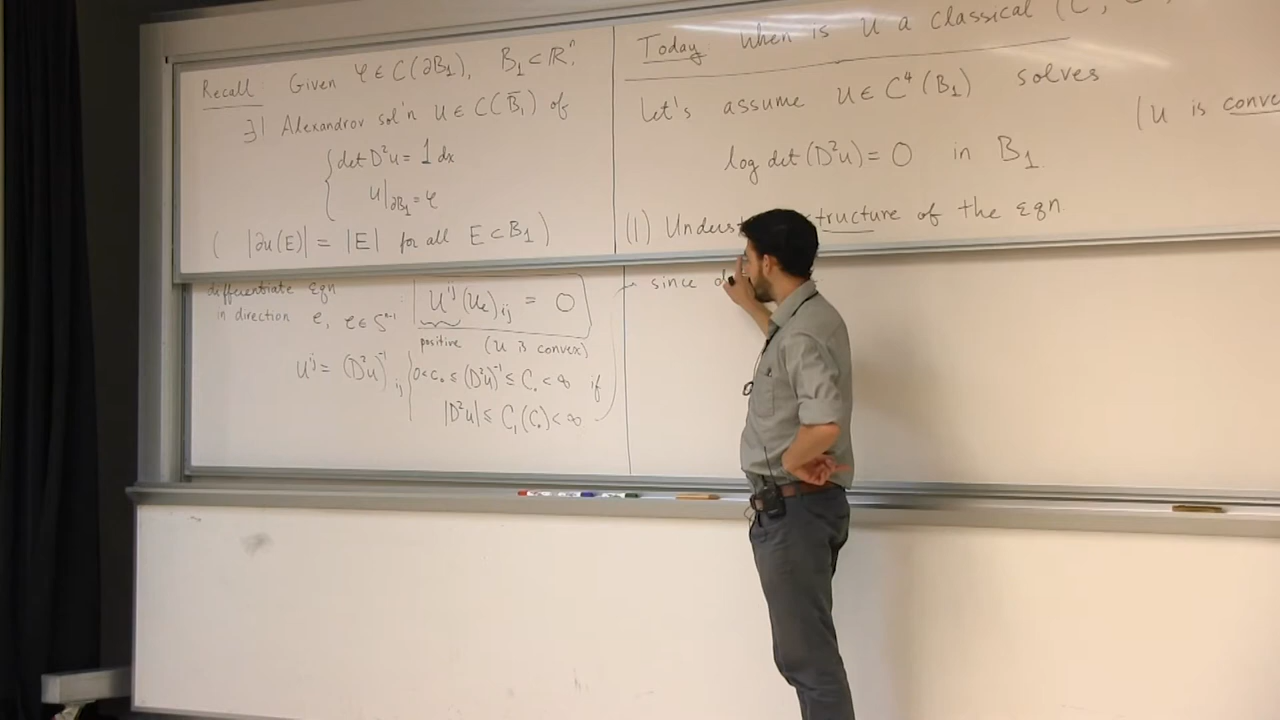 Recall: Given φ ∈ C(∂B₁), B₁ ⊂ ℝⁿ.
∃! Alexandrov sol'n u ∈ C(B̄₁) of
{ det D²u = 1 dx
u|∂B₁ = φ
( |∂u(E)| = |E| for all E ⊂ B₁ )
differentiate eqn
in direction e, e ∈ Sⁿ⁻¹
uⁱʲ(uₑ)ᵢⱼ = 0
positive (u is convex)
uⁱʲ = (D²u)⁻¹ᵢⱼ
0 < c₀ ≤ (D²u)⁻¹ ≤ C₀ < ∞ if
|D²u| ≤ C₁(C₀) < ∞
Today: When is u a classical
Let's assume u ∈ C⁴(B₁) solves
(u is conve
log det(D²u) = 0 in B₁.
(1) Underst tructure of the Eqn
since d